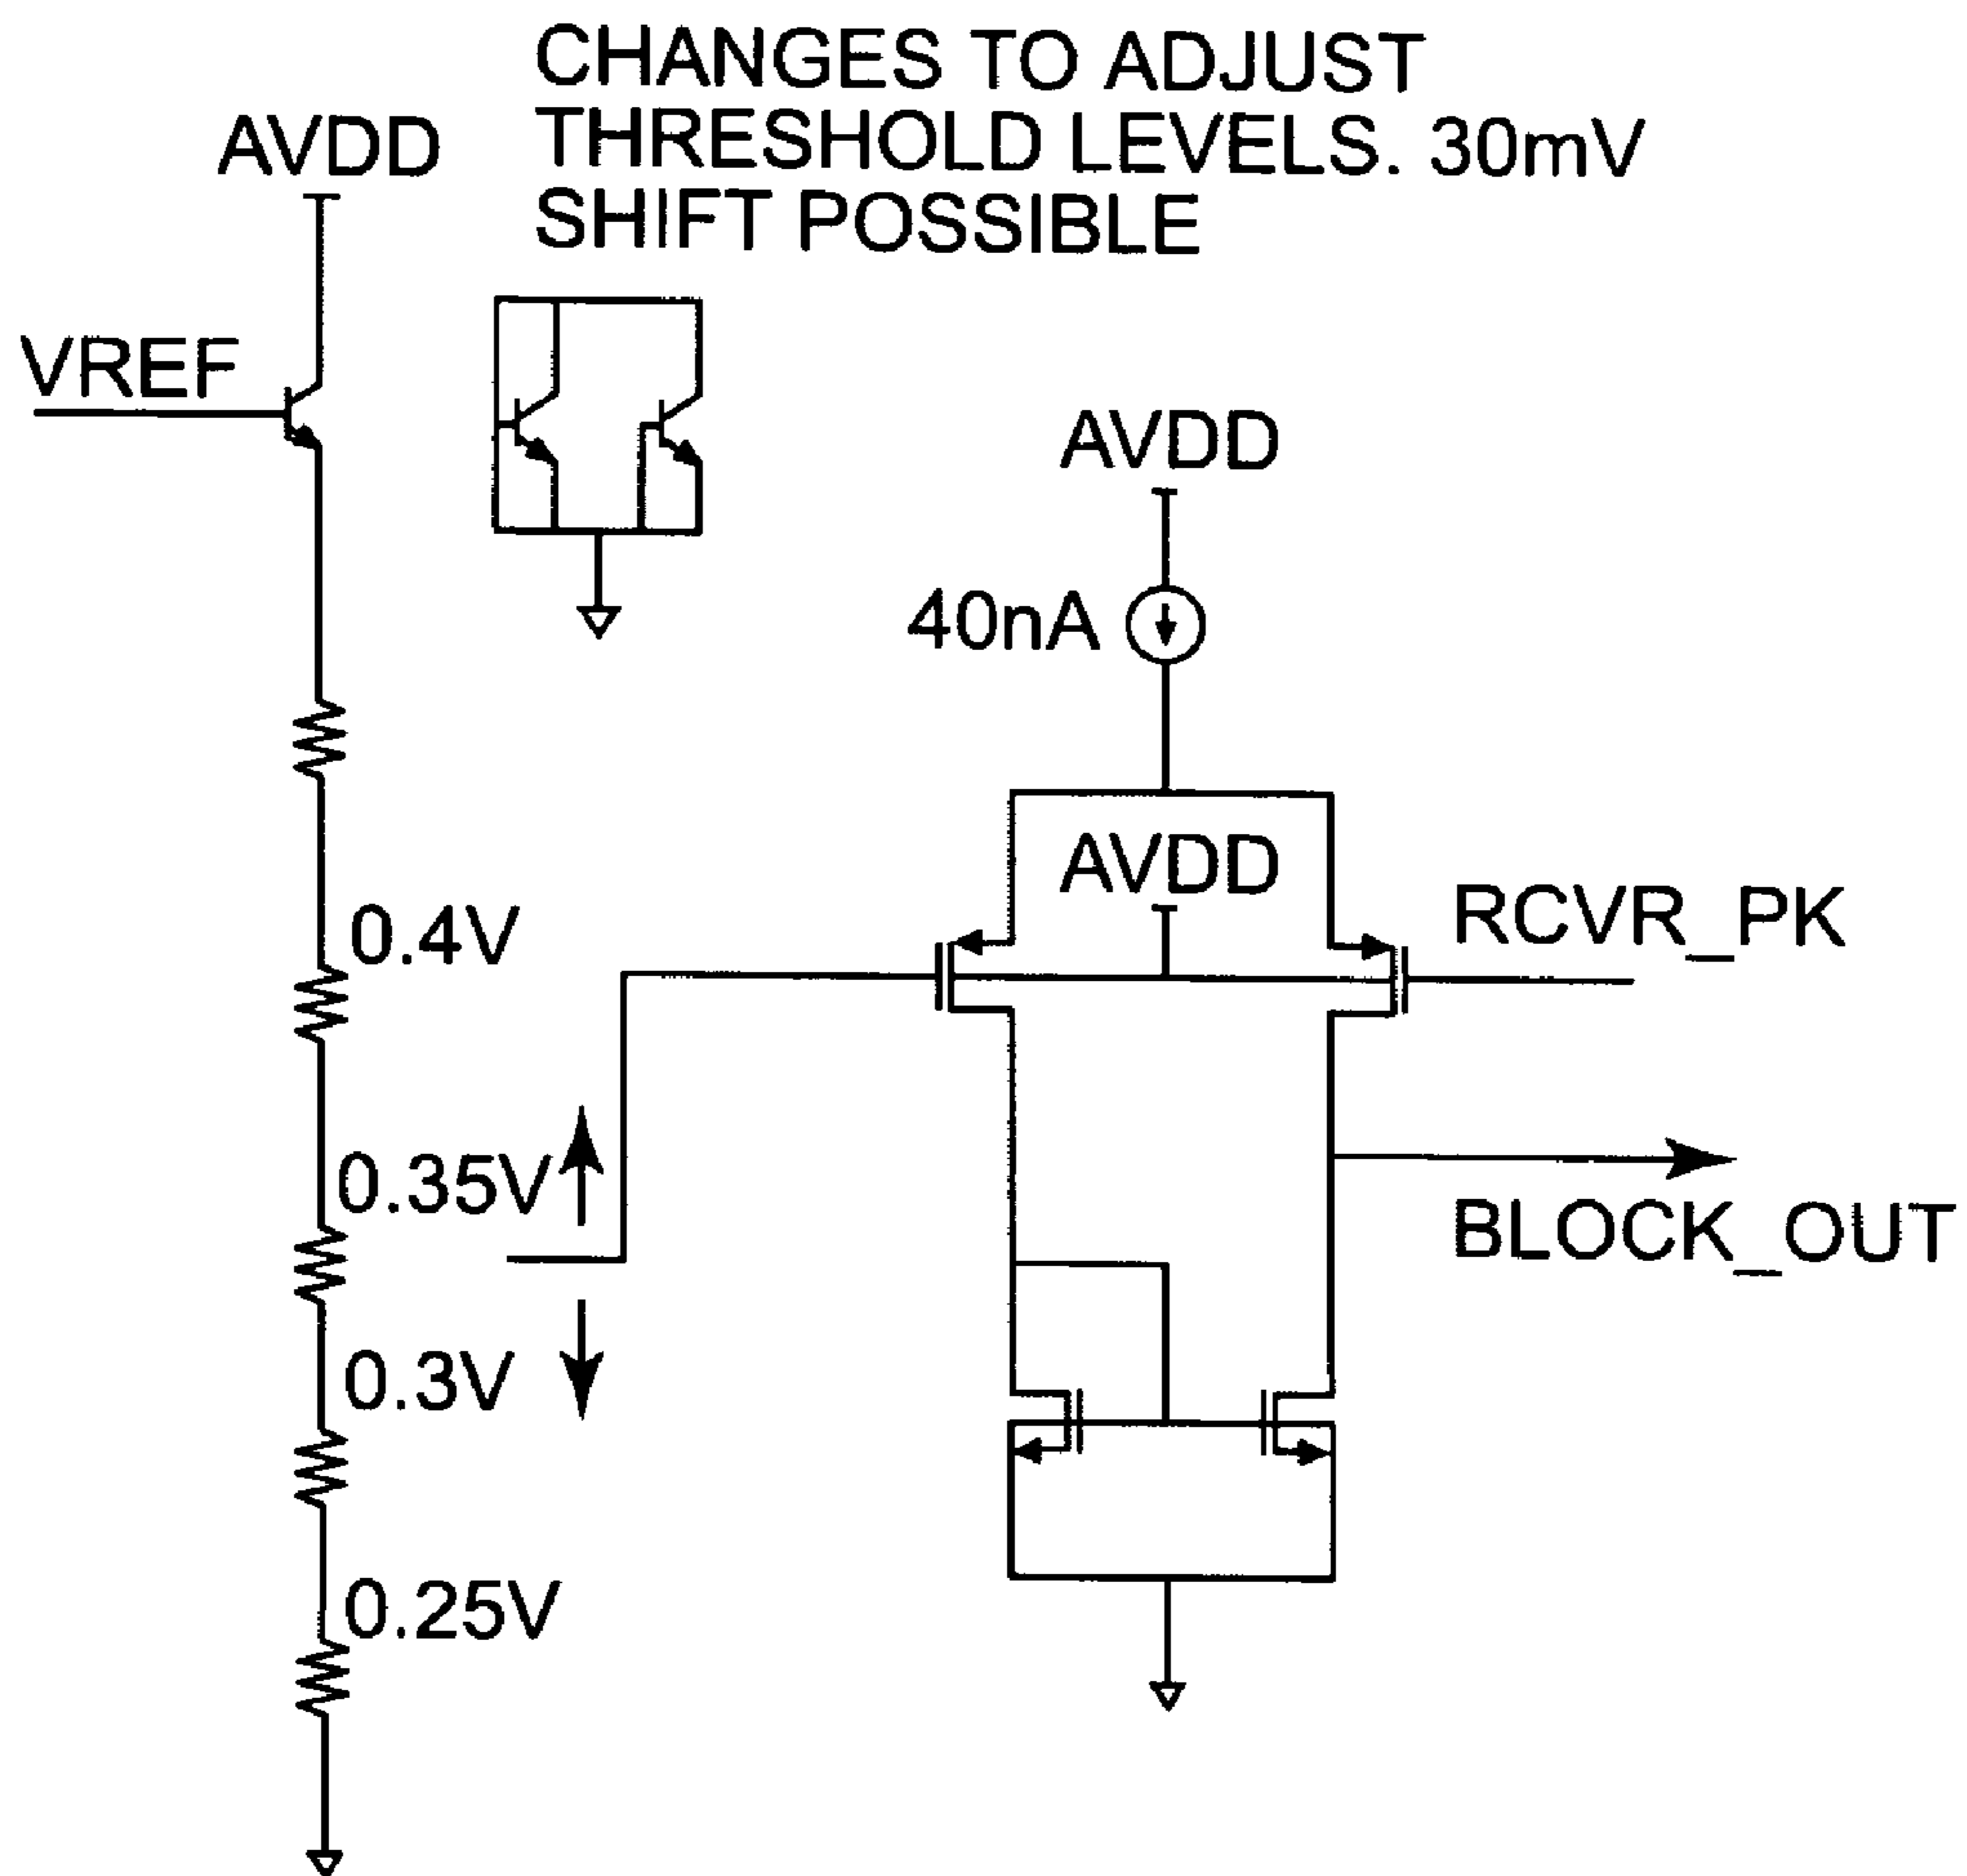 CHANGES TO ADJUST
THRESHOLD LEVELS. 30mV
SHIFT POSSIBLE
AVDD
VREF
AVDD
40nA
AVDD
RCVR_PK
0.4V
0.35V
BLOCK_OUT
0.3V
0.25V